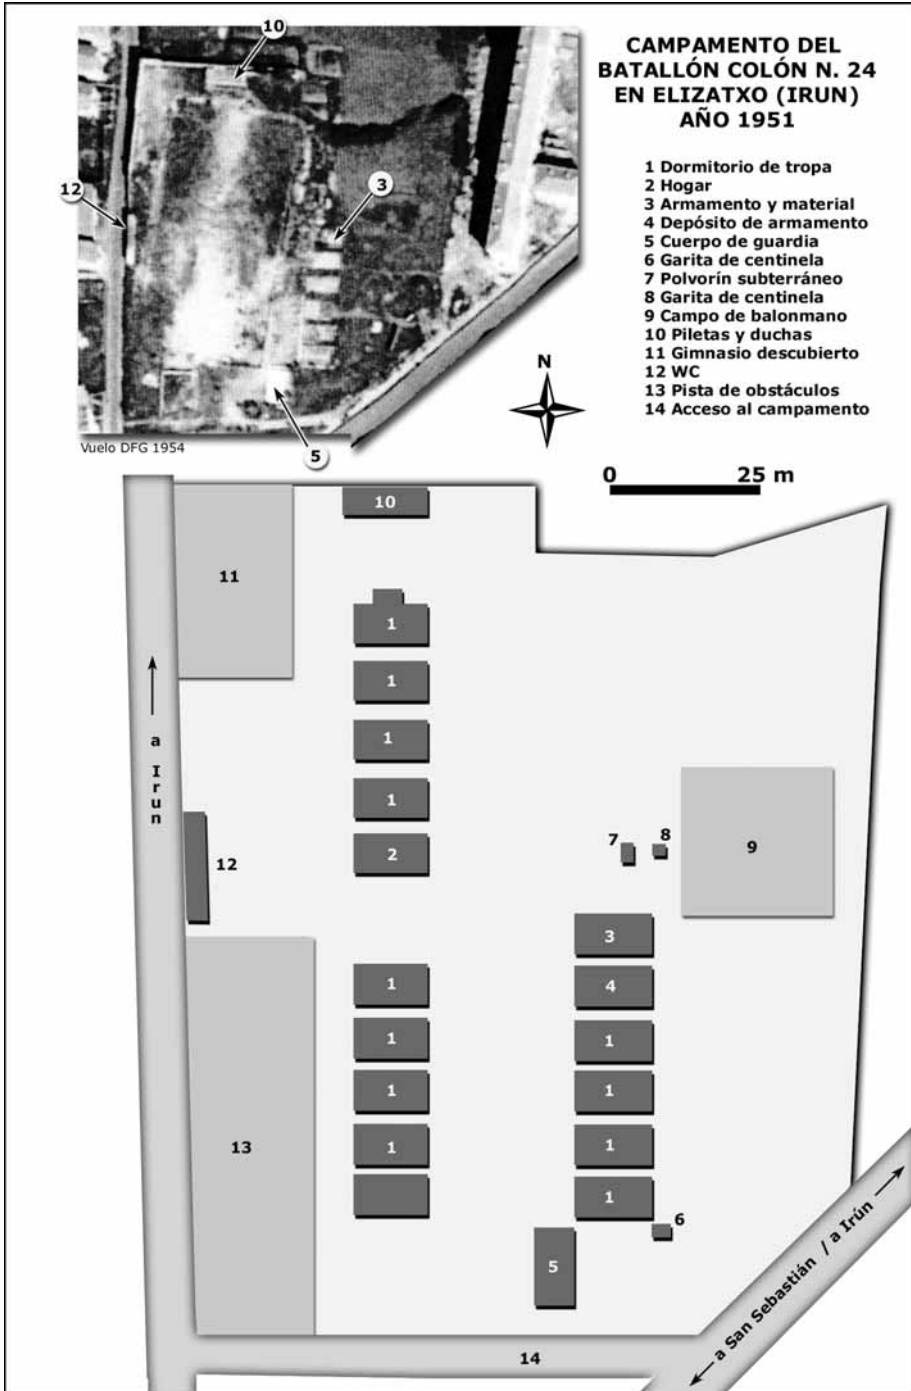 CAMPAMENTO DEL
BATALLÓN COLÓN N. 24
EN ELIZATXO (IRUN)
AÑO 1951
1 Dormitorio de tropa
2 Hogar
3 Armamento y material
4 Depósito de armamento
5 Cuerpo de guardia
6 Garita de centinela
7 Polvorín subterráneo
8 Garita de centinela
9 Campo de balonmano
10 Piletas y duchas
11 Gimnasio descubierto
12 WC
13 Pista de obstáculos
14 Acceso al campamento
10
12
3
5
Vuelo DFG 1954
N
0 25 m
10
11
1
1
1
a Irun
1
2
7
8
9
12
3
1
4
1
1
1
1
13
1
1
1
6
5
a San Sebastián / a Irún
14